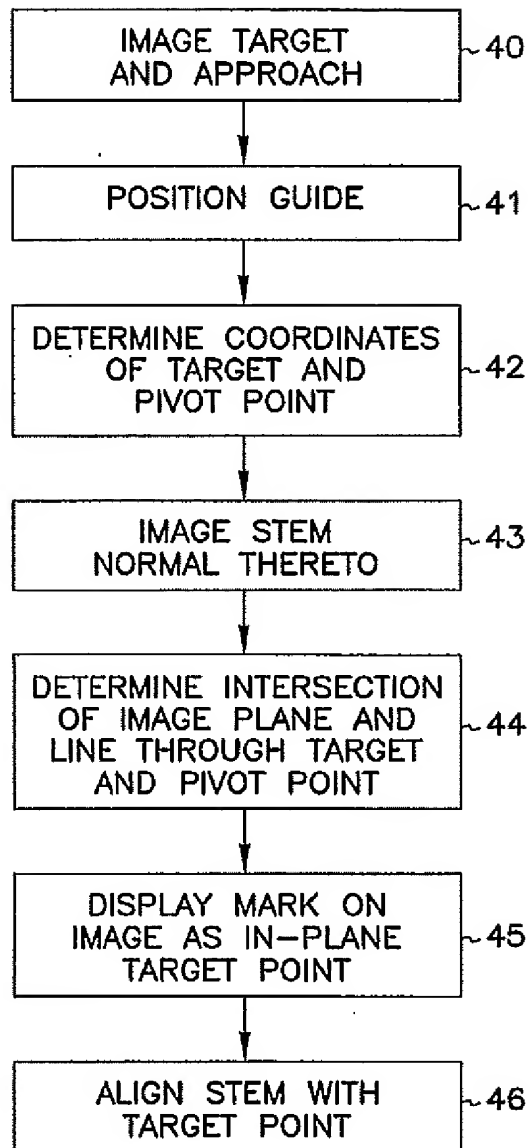 IMAGE TARGET
AND APPROACH
40
POSITION GUIDE
41
DETERMINE COORDINATES
OF TARGET AND
PIVOT POINT
42
IMAGE STEM
NORMAL THERETO
43
DETERMINE INTERSECTION
OF IMAGE PLANE AND
LINE THROUGH TARGET
AND PIVOT POINT
44
DISPLAY MARK ON
IMAGE AS IN-PLANE
TARGET POINT
45
ALIGN STEM WITH
TARGET POINT
46